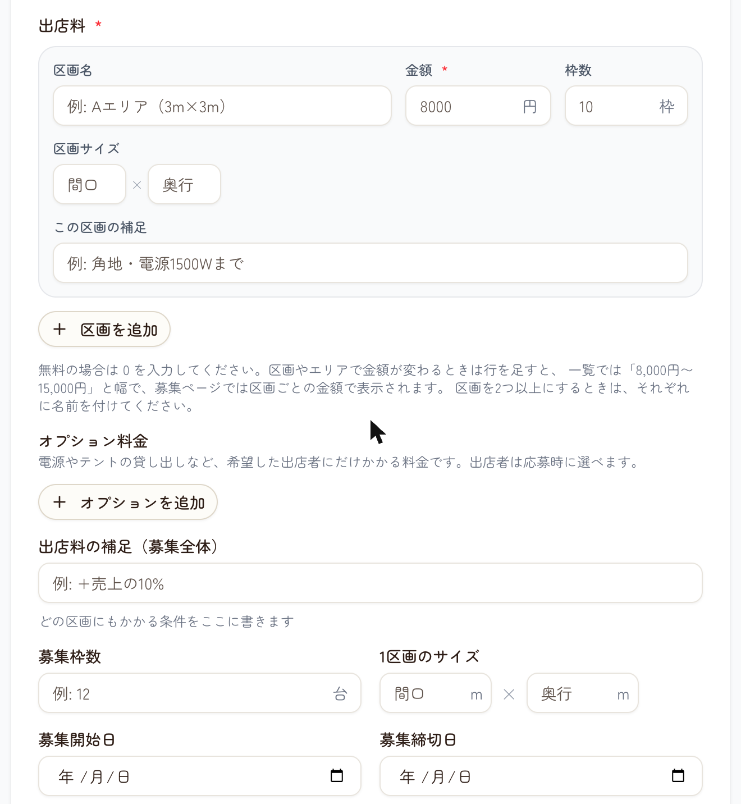 出店料 *
区画名 金額 * 枠数
例: Aエリア（3m×3m） 8000 円 10 枠
区画サイズ
間口 × 奥行
この区画の補足
例: 角地・電源1500Wまで
＋ 区画を追加
無料の場合は 0 を入力してください。区画やエリアで金額が変わるときは行を足すと、 一覧では「8,000円〜
15,000円」と幅で、募集ページでは区画ごとの金額で表示されます。 区画を2つ以上にするときは、それぞれ
に名前を付けてください。
オプション料金
電源やテントの貸し出しなど、希望した出店者にだけかかる料金です。出店者は応募時に選べます。
＋ オプションを追加
出店料の補足（募集全体）
例: ＋売上の10%
どの区画にもかかる条件をここに書きます
募集枠数 1区画のサイズ
例: 12 台 間口 m × 奥行 m
募集開始日 募集締切日
年 /月/日 年 /月/日